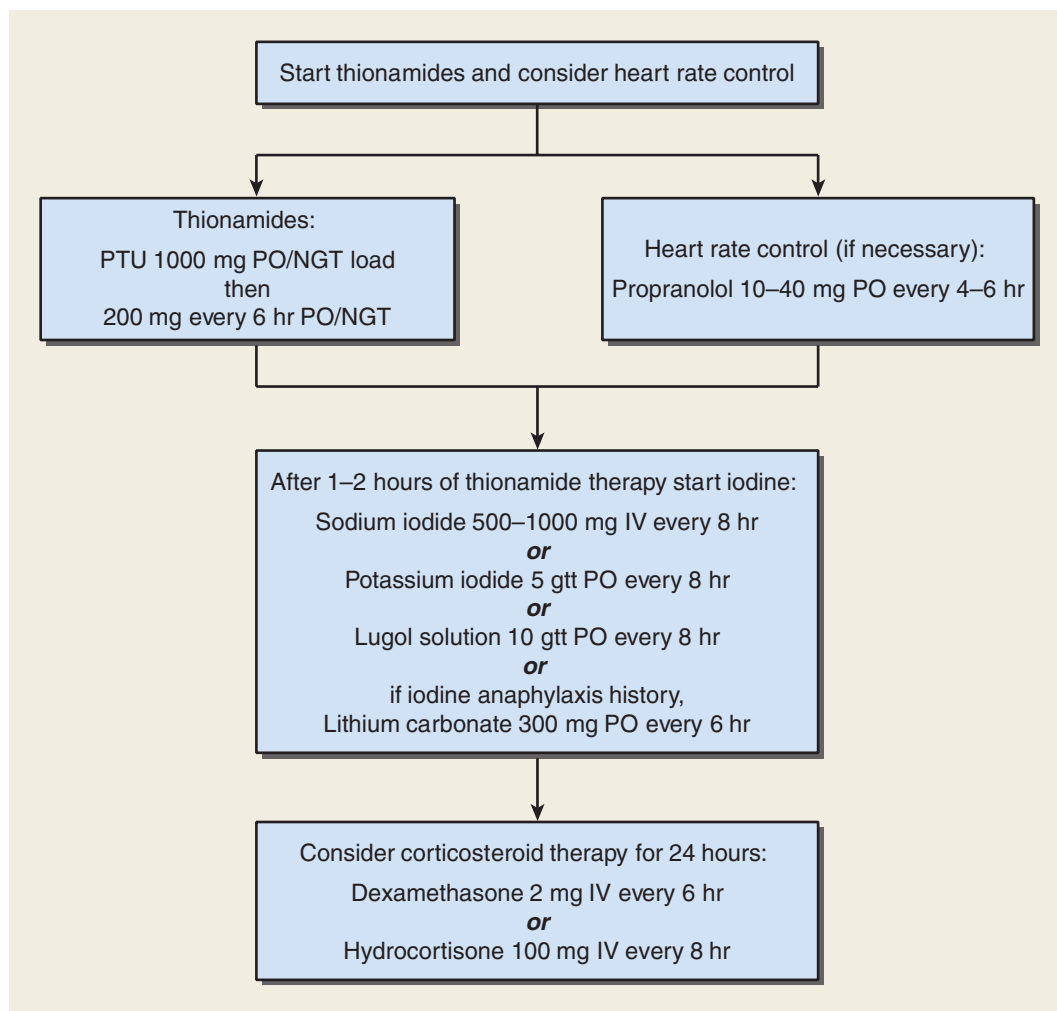 Start thionamides and consider heart rate control
Thionamides:
PTU 1000 mg PO/NGT load
then
200 mg every 6 hr PO/NGT
Heart rate control (if necessary):
Propranolol 10–40 mg PO every 4–6 hr
After 1–2 hours of thionamide therapy start iodine:
Sodium iodide 500–1000 mg IV every 8 hr
or
Potassium iodide 5 gtt PO every 8 hr
or
Lugol solution 10 gtt PO every 8 hr
or
if iodine anaphylaxis history,
Lithium carbonate 300 mg PO every 6 hr
Consider corticosteroid therapy for 24 hours:
Dexamethasone 2 mg IV every 6 hr
or
Hydrocortisone 100 mg IV every 8 hr